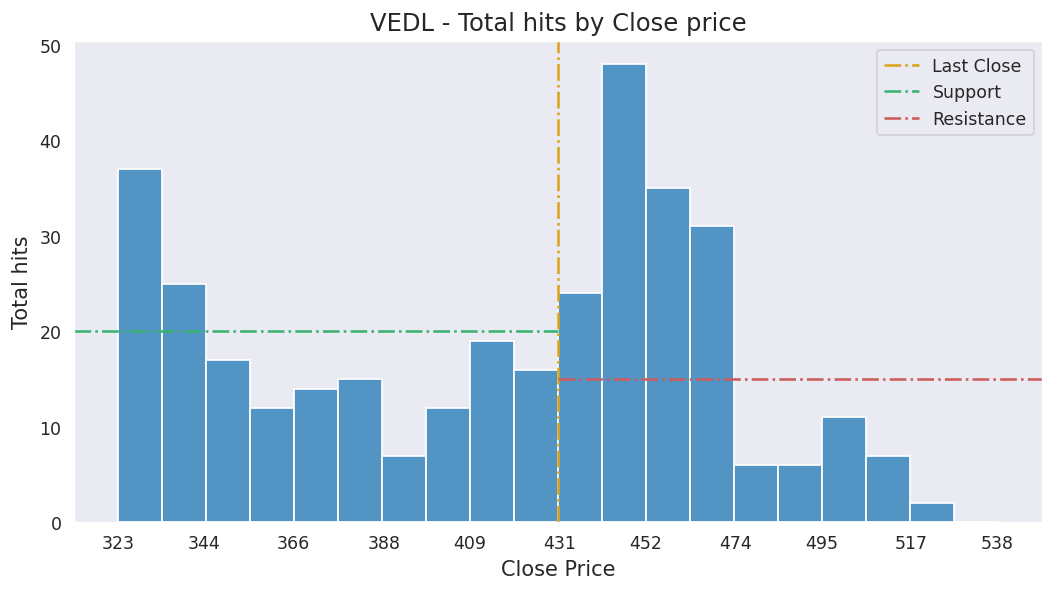 VEDL - Total hits by Close price
Last Close
Support
Resistance
Total hits
50
40
30
20
10
0
323 344 366 388 409 431 452 474 495 517 538
Close Price